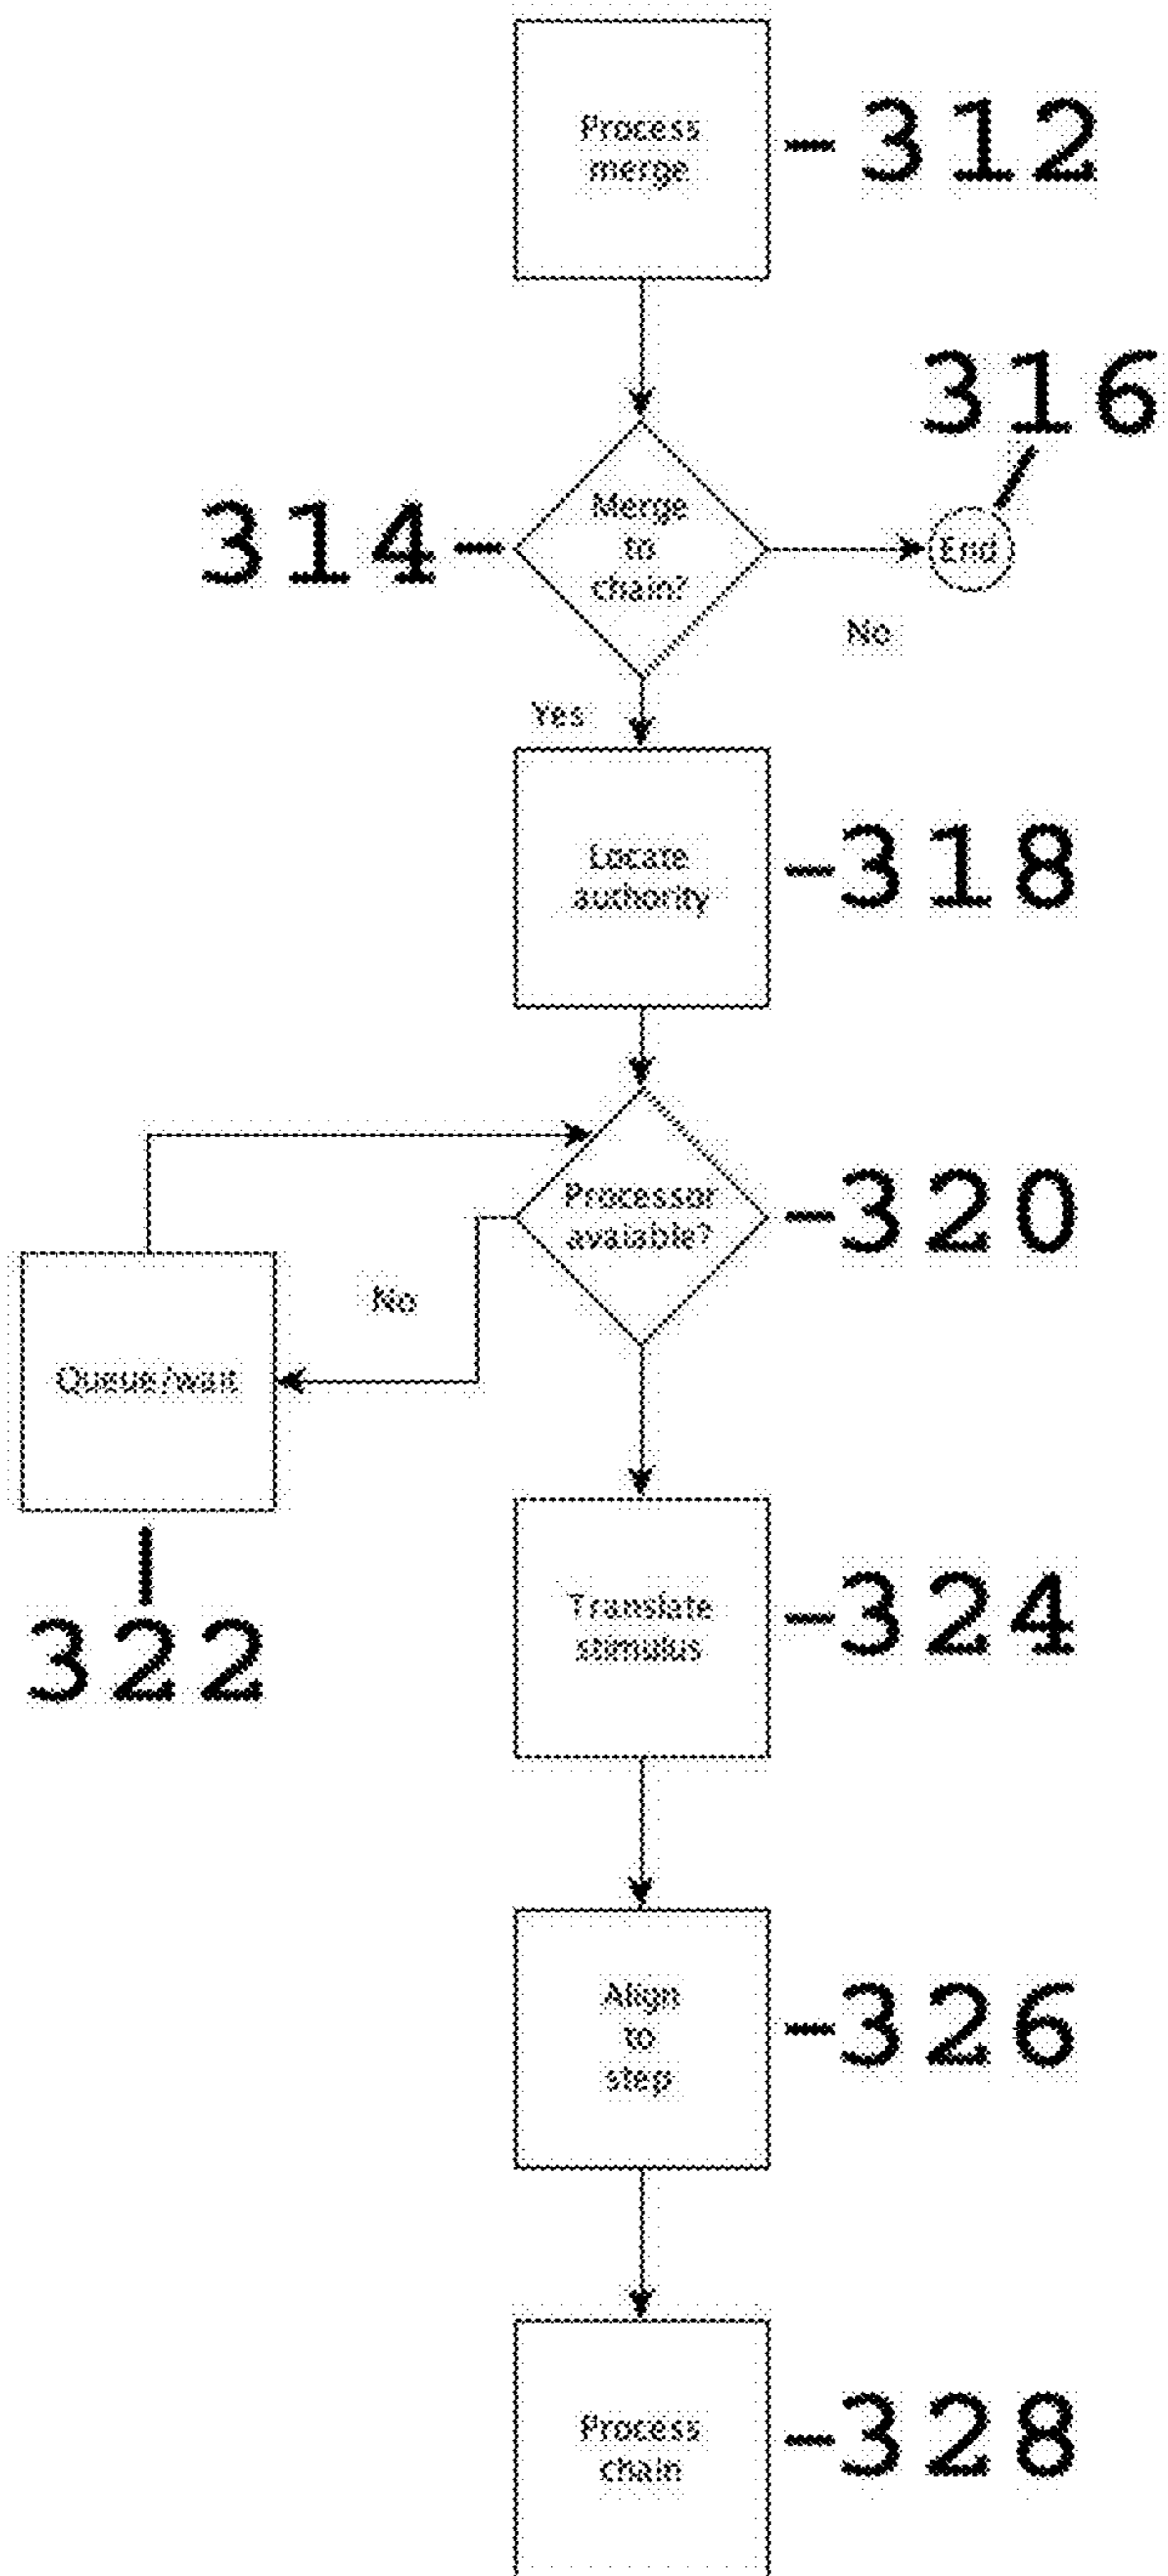 Process
merge
312
316
314
Merge
to
chain?
End
No
Yes
Locate
authority
318
Processor
avaiable?
320
No
Queue/wait
322
Translate
stimulus
324
Align
to
step
326
Process
chain
328